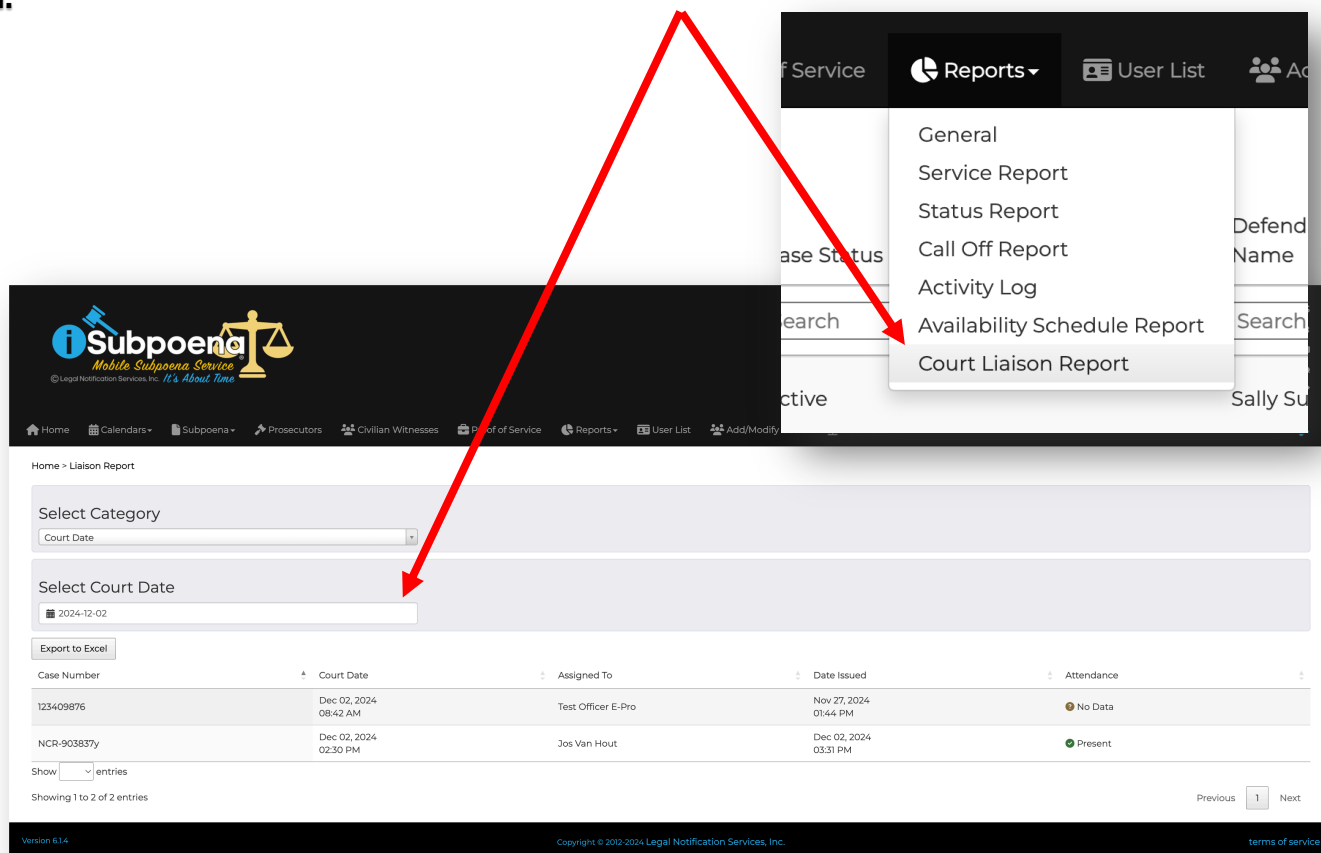 f Service Reports User List
General
Service Report
Status Report
Call Off Report
Activity Log
Availability Schedule Report
Court Liaison Report
ase Status
Defend
Name
earch
Search
ctive
Sally Su
iSubpoena
Mobile Subpoena Service
© Legal Notification Services, Inc. It's About Time
Home Calendars Subpoena Prosecutors Civilian Witnesses Proof of Service Reports User List Add/Modify
Home > Liaison Report
Select Category
Court Date
Select Court Date
2024-12-02
Export to Excel
Case Number Court Date Assigned To Date Issued Attendance
123409876 Dec 02, 2024 08:42 AM Test Officer E-Pro Nov 27, 2024 01:44 PM No Data
NCR-903837y Dec 02, 2024 02:30 PM Jos Van Hout Dec 02, 2024 03:31 PM Present
Show entries
Showing 1 to 2 of 2 entries
Previous 1 Next
Version 6.1.4 Copyright © 2012-2024 Legal Notification Services, Inc. terms of service